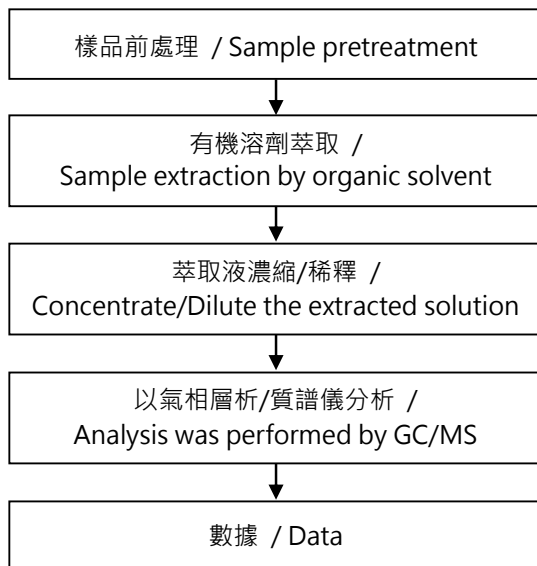 樣品前處理 / Sample pretreatment
有機溶劑萃取 /
Sample extraction by organic solvent
萃取液濃縮/稀釋 /
Concentrate/Dilute the extracted solution
以氣相層析/質譜儀分析 /
Analysis was performed by GC/MS
數據 / Data